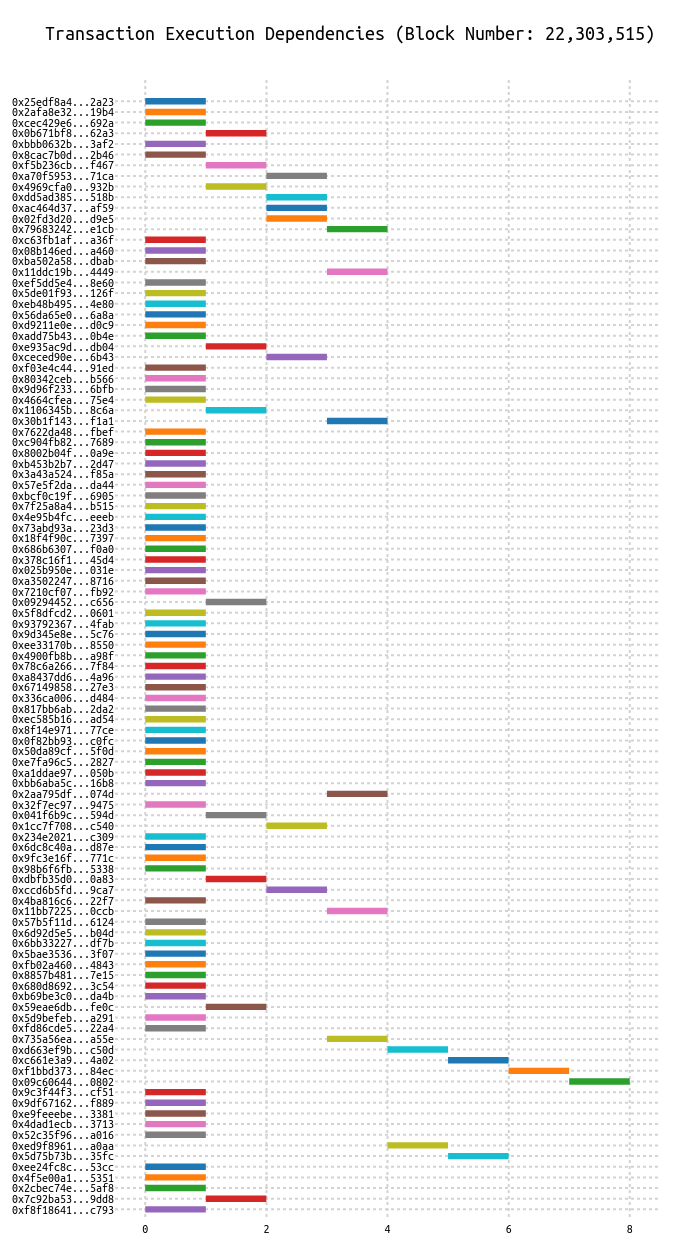 Transaction Execution Dependencies (Block Number: 22,303,515)
0x25edf8a4...2a23
0x2afa8e32...19b4
0xcec429e6...692a
0x0b671bf8...62a3
0xbbb0632b...3af2
0x8cac7b0d...2b46
0xf5b236cb...f467
0xa70f5953...71ca
0x4969cfa0...932b
0xdd5ad385...518b
0xac464d37...af59
0x02fd3d20...d9e5
0x79683242...e1cb
0xc63fb1af...a36f
0x08b146ed...a460
0xba502a58...dbab
0x11ddc19b...4449
0xef5dd5e4...8e60
0x5de01f93...126f
0xeb48b495...4e80
0x56da65e0...6a8a
0xd9211e0e...d0c9
0xadd75b43...0b4e
0xe935ac9d...db04
0xceced90e...6b43
0xf03e4c44...91ed
0x80342ceb...b566
0x9d96f233...6bfb
0x4664cfea...75e4
0x1106345b...8c6a
0x30b1f143...f1a1
0x7622da48...fbef
0xc904fb82...7689
0x8002b04f...0a9e
0xb453b2b7...2d47
0x3a43a524...f85a
0x57e5f2da...da44
0xbcf0c19f...6905
0x7f25a8a4...b515
0x4e95b4fc...eeeb
0x73abd93a...23d3
0x18f4f90c...7397
0x686b6307...f0a0
0x378c16f1...45d4
0x025b950e...031e
0xa3502247...8716
0x7210cf07...fb92
0x09294452...c656
0x5f8dfcd2...0601
0x93792367...4fab
0x9d345e8e...5c76
0xee33170b...8550
0x4900fb8b...a98f
0x78c6a266...7f84
0xa8437dd6...4a96
0x67149858...27e3
0x336ca006...d484
0x817bb6ab...2da2
0xec585b16...ad54
0x8f14e971...77ce
0x0f82bb93...c0fc
0x50da89cf...5f0d
0xe7fa96c5...2827
0xa1ddae97...050b
0xbb6aba5c...16b8
0x2aa795df...074d
0x32f7ec97...9475
0x041f6b9c...594d
0x1cc7f708...c540
0x234e2021...c309
0x6dc8c40a...d87e
0x9fc3e16f...771c
0x98b6f6fb...5338
0xdbfb35d0...0a83
0xccd6b5fd...9ca7
0x4ba816c6...22f7
0x11bb7225...0ccb
0x57b5f11d...6124
0x6d92d5e5...b04d
0x6bb33227...df7b
0x5bae3536...3f07
0xfb02a460...4843
0x8857b481...7e15
0x680d8692...3c54
0xb69be3c0...da4b
0x59eae6db...fe0c
0x5d9befeb...a291
0xfd86cde5...22a4
0x735a56ea...a55e
0xd663ef9b...c50d
0xc661e3a9...4a02
0xf1bbd373...84ec
0x09c60644...0802
0x9c3f44f3...cf51
0x9df67162...f889
0xe9feeebe...3381
0x4dad1ecb...3713
0x52c35f96...a016
0xed9f8961...a0aa
0x5d75b73b...35fc
0xee24fc8c...53cc
0x4f5e00a1...5351
0x2cbec74e...5af8
0x7c92ba53...9dd8
0xf8f18641...c793
0 2 4 6 8